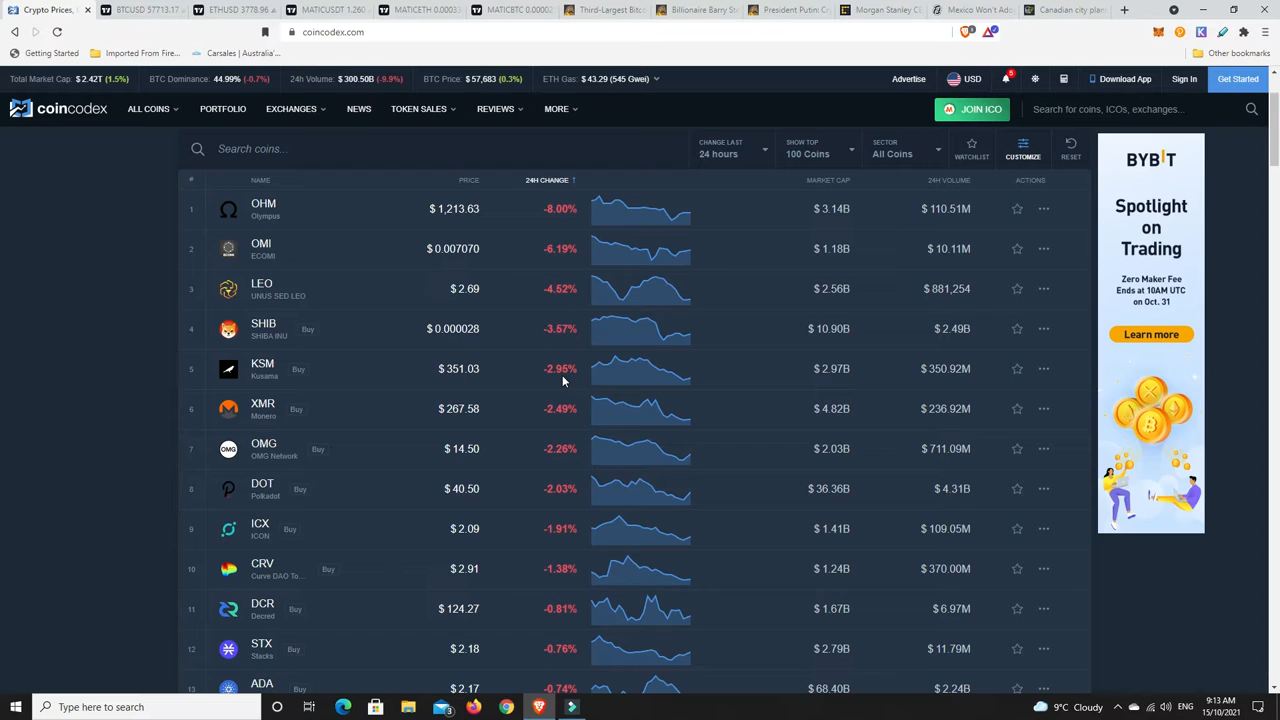 Crypto Prices,
BTCUSD 57713.17
ETHUSD 3778.96
MATICUSDT 1.260
MATICETH 0.00033
MATICBTC 0.00002
Third-Largest Bitco
Billionaire Barry St
President Putin: Cr
Morgan Stanley C
Mexico Won't Ado
Canadian city plan
coincodex.com
Getting Started
Imported From Fire...
Carsales | Australia'...
Other bookmarks
Total Market Cap: $ 2.42T (1.5%)
BTC Dominance: 44.99% (-0.7%)
24h Volume: $ 300.50B (-9.9%)
BTC Price: $ 57,683 (0.3%)
ETH Gas: $ 43.29 (545 Gwei)
Advertise
USD
5
Download App
Sign In
Get Started
coincodex
ALL COINS
PORTFOLIO
EXCHANGES
NEWS
TOKEN SALES
REVIEWS
MORE
JOIN ICO
Search for coins, ICOs, exchanges...
Search coins...
CHANGE LAST
24 hours
SHOW TOP
100 Coins
SECTOR
All Coins
WATCHLIST
CUSTOMIZE
RESET
# NAME PRICE 24H CHANGE ↑ MARKET CAP 24H VOLUME ACTIONS
1 OHM $ 1,213.63 -8.00% $ 3.14B $ 110.51M
Olympus
2 OMI $ 0.007070 -6.19% $ 1.18B $ 10.11M
ECOMI
3 LEO $ 2.69 -4.52% $ 2.56B $ 881,254
UNUS SED LEO
4 SHIB Buy $ 0.000028 -3.57% $ 10.90B $ 2.49B
SHIBA INU
5 KSM Buy $ 351.03 -2.95% $ 2.97B $ 350.92M
Kusama
6 XMR Buy $ 267.58 -2.49% $ 4.82B $ 236.92M
Monero
7 OMG Buy $ 14.50 -2.26% $ 2.03B $ 711.09M
OMG Network
8 DOT Buy $ 40.50 -2.03% $ 36.36B $ 4.31B
Polkadot
9 ICX Buy $ 2.09 -1.91% $ 1.41B $ 109.05M
ICON
10 CRV Buy $ 2.91 -1.38% $ 1.24B $ 370.00M
Curve DAO To...
11 DCR Buy $ 124.27 -0.81% $ 1.67B $ 6.97M
Decred
12 STX Buy $ 2.18 -0.76% $ 2.79B $ 11.79M
Stacks
13 ADA Buy $ 2.17 -0.74% $ 68.40B $ 2.24B
BYBIT
Spotlight
on
Trading
Zero Maker Fee
Ends at 10AM UTC
on Oct. 31
Learn more
Type here to search
9°C Cloudy
ENG
9:13 AM
15/10/2021